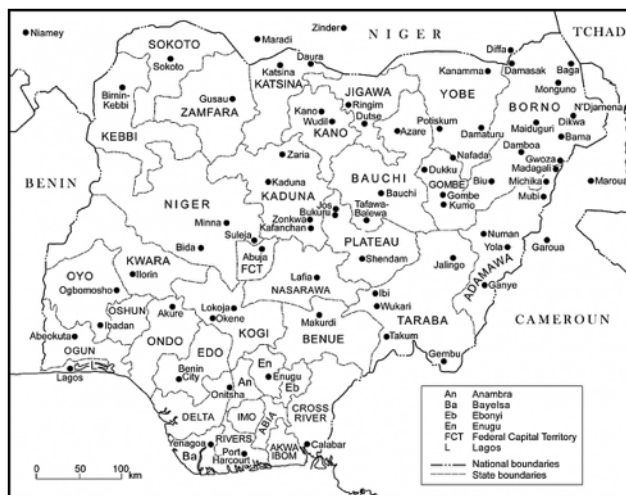 Niamey
Zinder
NIGER
TCHAD
SOKOTO
Sokoto
Maradi
Daura
Diffa
Katsina
KATSINA
Kanamma
Damasak
Baga
Monguno
Birnin-
Kebbi
Gusau
ZAMFARA
JIGAWA
Ringim
Dutse
YOBE
BORNO
N'Djamena
Kano
Wudil
KANO
Azare
Potiskum
Damaturu
Maiduguri
Dikwa
Bama
KEBBI
Damboa
Gwoza
Madagali
Zaria
Nafada
BENIN
BAUCHI
Dukku
GOMBE
Biu
Michika
Maroua
NIGER
KADUNA
Kaduna
Bauchi
Gombe
Kumo
Mubi
Minna
Jos
Bukuru
Zonkwa
Kafanchan
Tafawa-
Balewa
Suleja
Numan
Yola
Garoua
Bida
Abuja
FCT
PLATEAU
Shendam
Jalingo
ADAMAWA
KWARA
Ilorin
OYO
Ogbomosho
Lafia
NASARAWA
Ganye
OSHUN
Akure
Lokoja
Okene
Ibi
Wukari
Ibadan
Abeokuta
KOGI
Makurdi
TARABA
CAMEROUN
OGUN
ONDO
EDO
BENUE
Takum
Lagos
L
En
Enugu
Gembu
Benin
City
An
Eb
Onitsha
DELTA
IMO
ABIA
CROSS
RIVER
Yenagoa
RIVERS
Port
Harcourt
AKWA
IBOM
Calabar
Ba
An Anambra
Ba Bayelsa
Eb Ebonyi
En Enugu
FCT Federal Capital Territory
L Lagos
National boundaries
State boundaries
0 50 100
km